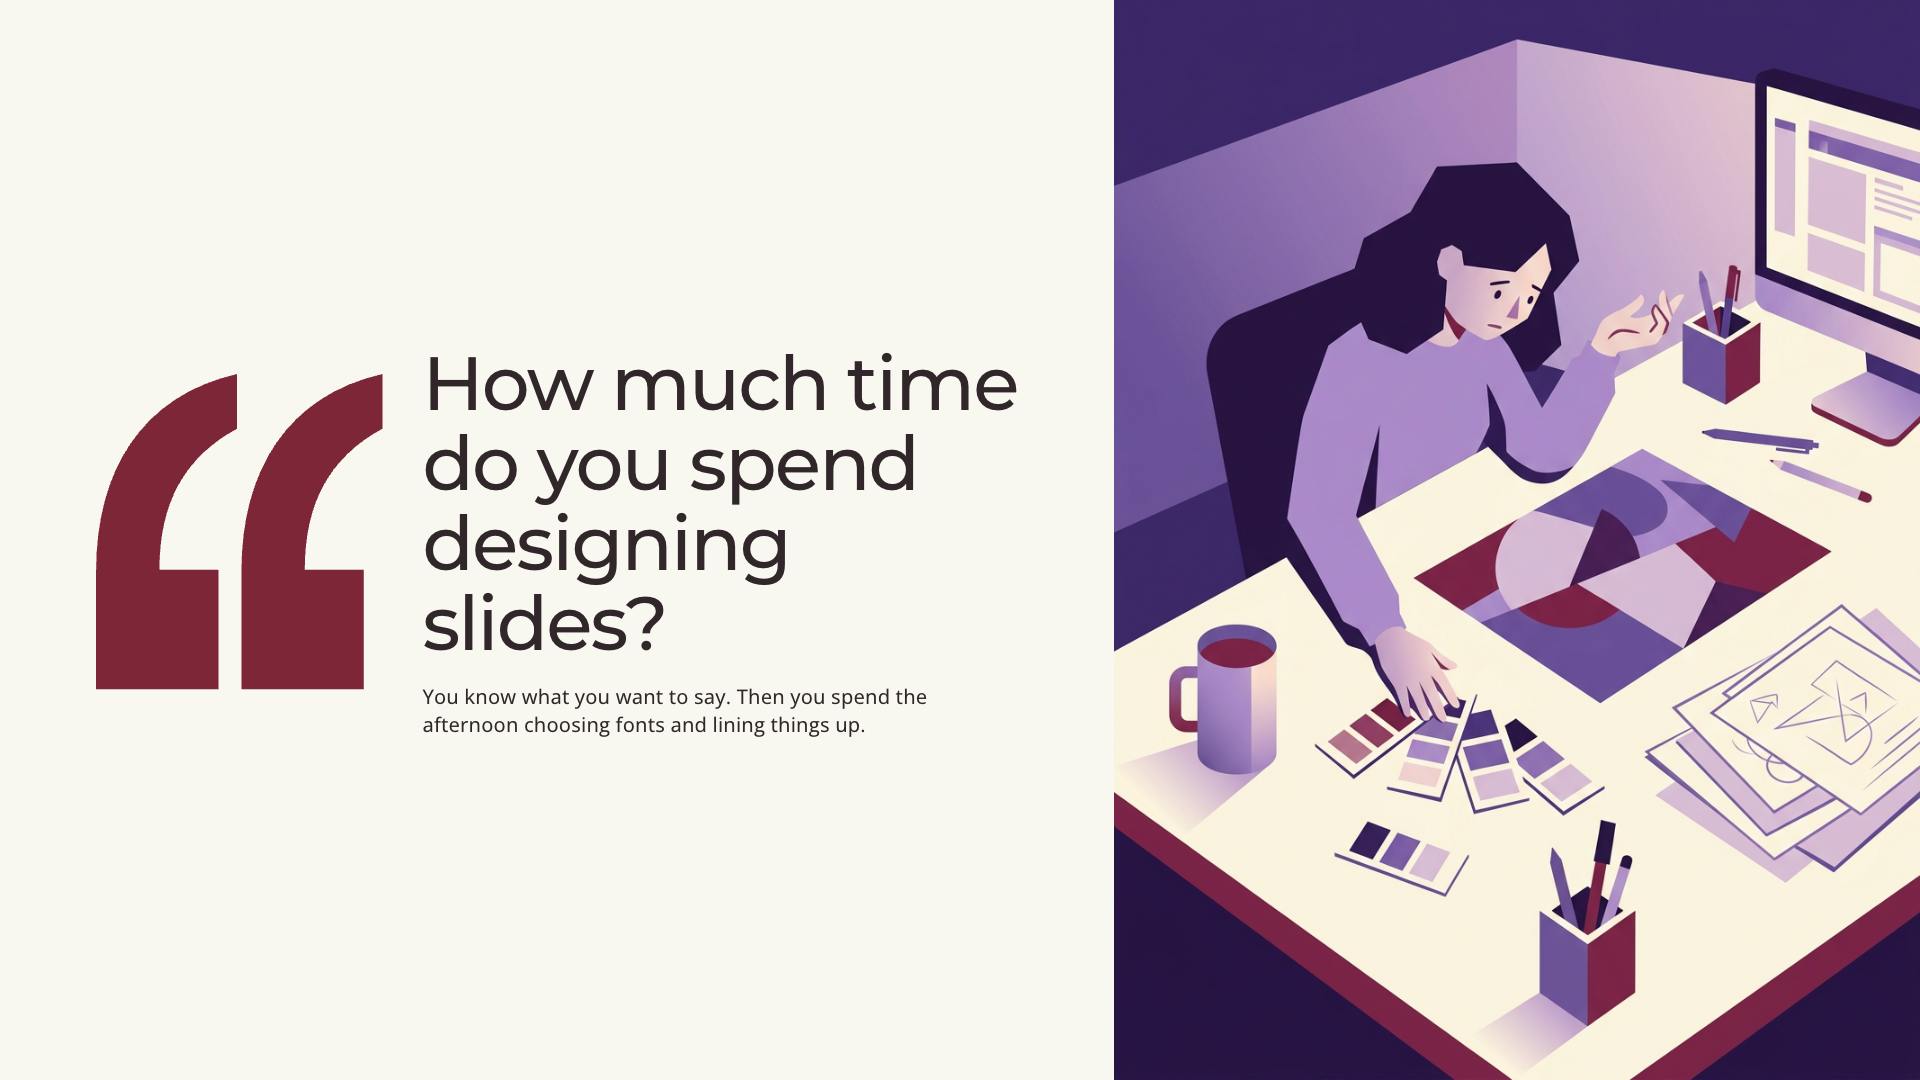 How much time
do you spend
designing
slides?
You know what you want to say. Then you spend the
afternoon choosing fonts and lining things up.